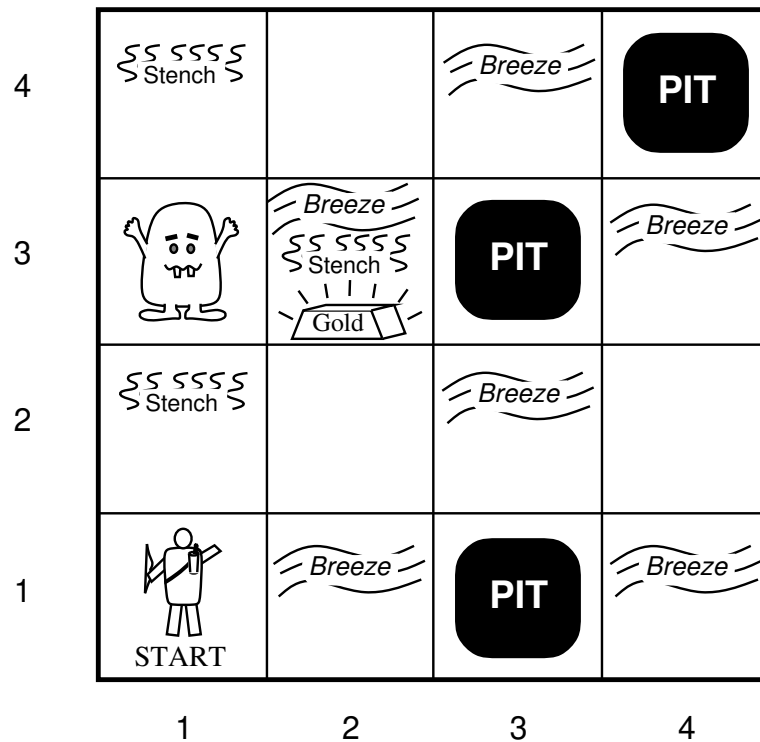 4 Stench Breeze PIT
Breeze Breeze
3 Stench PIT
Gold
2 Stench Breeze
1 Breeze PIT Breeze
START
1 2 3 4